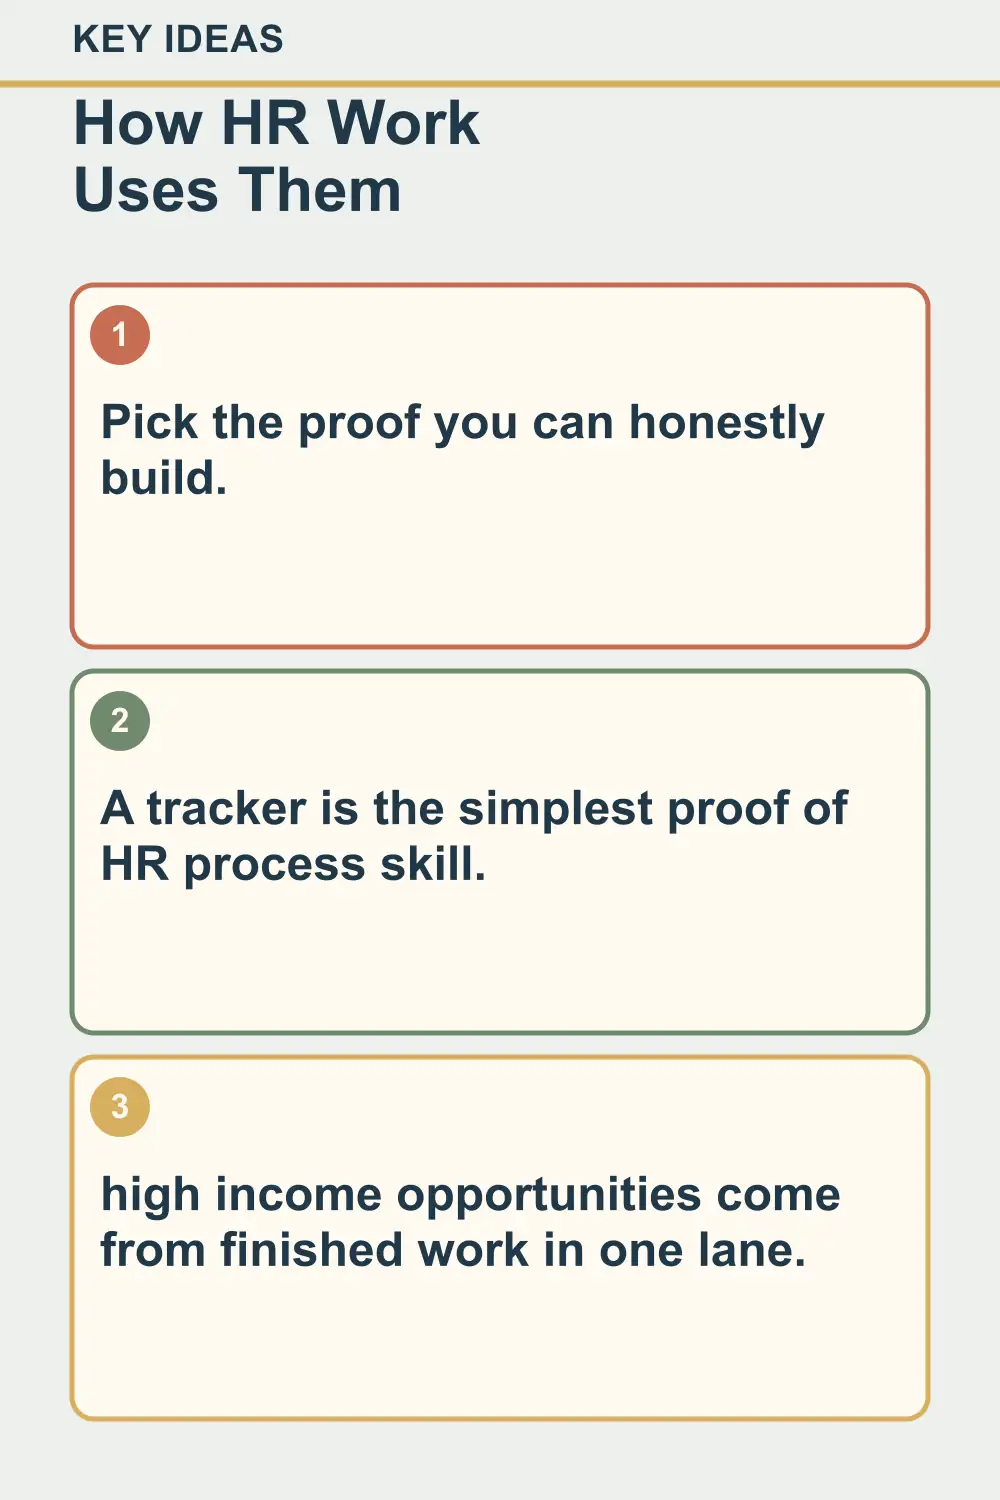 KEY IDEAS
How HR Work
Uses Them
1
Pick the proof you can honestly
build.
2
A tracker is the simplest proof of
HR process skill.
3
high income opportunities come
from finished work in one lane.